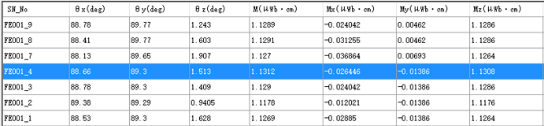 SN_No θx(deg) θy(deg) θz(deg) M(μWb·cm) Mx(μWb·cm) My(μWb·cm) Mz(μWb·cm)
FE001_9 88.78 89.77 1.243 1.1289 -0.024042 0.00462 1.1286
FE001_8 88.41 89.77 1.603 1.1291 -0.031255 0.00462 1.1286
FE001_7 88.13 89.65 1.907 1.127 -0.036864 0.00693 1.1264
FE001_4 88.66 89.3 1.513 1.1312 -0.026446 -0.01386 1.1308
FE001_3 88.78 89.3 1.409 1.129 -0.024042 -0.01386 1.1286
FE001_2 89.38 89.29 0.9405 1.1178 -0.012021 -0.01386 1.1176
FE001_1 88.53 89.3 1.628 1.1269 -0.02885 -0.01386 1.1264